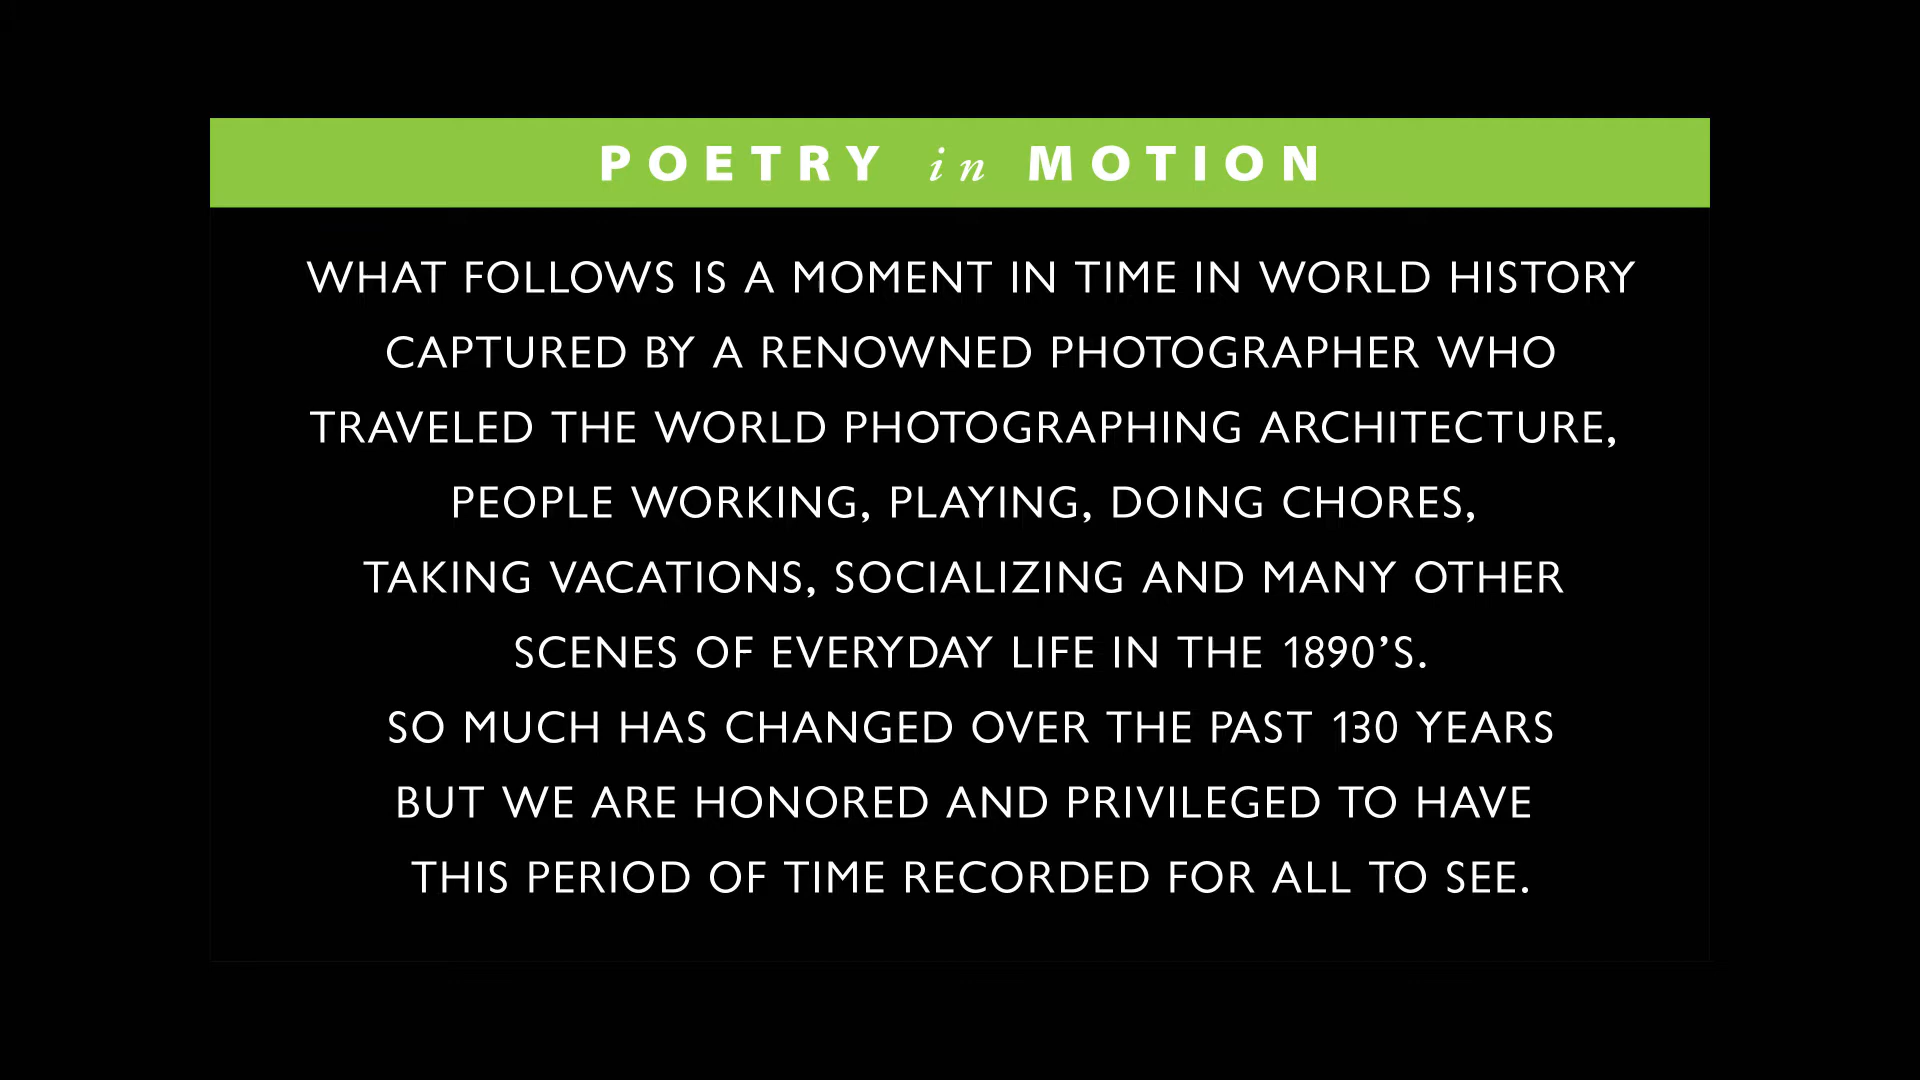 POETRY in MOTION
WHAT FOLLOWS IS A MOMENT IN TIME IN WORLD HISTORY
CAPTURED BY A RENOWNED PHOTOGRAPHER WHO
TRAVELED THE WORLD PHOTOGRAPHING ARCHITECTURE,
PEOPLE WORKING, PLAYING, DOING CHORES,
TAKING VACATIONS, SOCIALIZING AND MANY OTHER
SCENES OF EVERYDAY LIFE IN THE 1890’S.
SO MUCH HAS CHANGED OVER THE PAST 130 YEARS
BUT WE ARE HONORED AND PRIVILEGED TO HAVE
THIS PERIOD OF TIME RECORDED FOR ALL TO SEE.